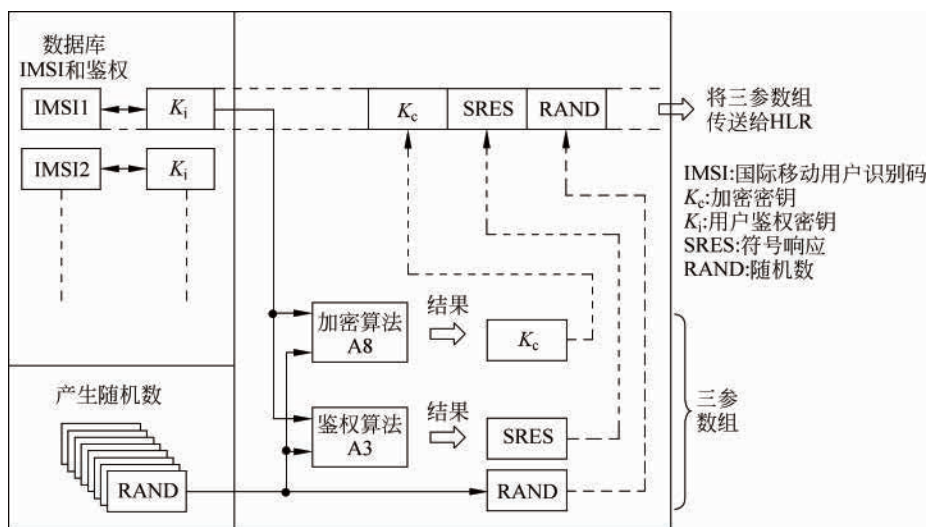 数据库
IMSI和鉴权
IMSI1
Ki
Kc
SRES
RAND
将三参数组
传送给HLR
IMSI2
Ki
IMSI:国际移动用户识别码
Kc:加密密钥
Ki:用户鉴权密钥
SRES:符号响应
RAND:随机数
加密算法
A8
结果
Kc
产生随机数
RAND
鉴权算法
A3
结果
SRES
RAND
三参
数组